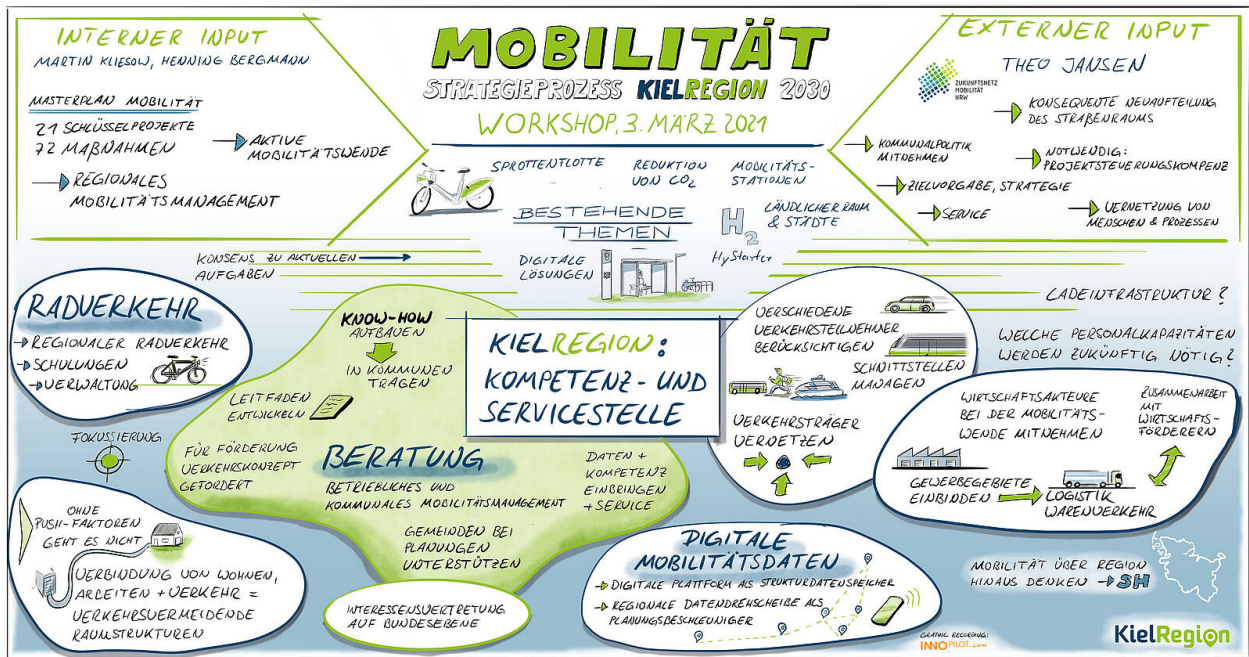 INTERNER INPUT
MARTIN KLIESOW, HENNING BERGMANN
MASTERPLAN MOBILITÄT
21 SCHLÜSSELPROJEKTE
72 MASSNAHMEN
AKTIVE
MOBILITÄTSWENDE
REGIONALES
MOBILITÄTSMANAGEMENT
MOBILITÄT
STRATEGIEPROZESS KIELREGION 2030
WORKSHOP, 3. MÄRZ 2021
EXTERNER INPUT
THEO JANSEN
ZUKUNFTSNETZ
MOBILITÄT
NRW
KONSEQUENTE NEUAUFTEILUNG
DES STRAßENRAUMS
KOMMUNALPOLITIK
MITNEHMEN
NOTWENDIG:
PROJEKTSTEUERUNGSKOMPENZ
ZIELVORGABE, STRATEGIE
SERVICE
VERNETZUNG VON
MENSCHEN & PROZESSEN
SPROTTENFLOTTE
REDUKTION
VON CO2
MOBILITÄTS-
STATIONEN
BESTEHENDE
THEMEN
H2
HyStarter
LÄNDLICHER RAUM
& STÄDTE
DIGITALE
LÖSUNGEN
KONSENS ZU AKTUELLEN
AUFGABEN
RADVERKEHR
REGIONALER RADVERKEHR
SCHULUNGEN
VERWALTUNG
FOKUSSIERUNG
KNOW-HOW
AUFBAUEN
IN KOMMUNEN
TRAGEN
LEITFADEN
ENTWICKELN
FÜR FÖRDERUNG
VERKEHRSKONZEPT
GEFORDERT
BERATUNG
BETRIEBLICHES UND
KOMMUNALES MOBILITÄTSMANAGEMENT
DATEN +
KOMPETENZ
EINBRINGEN
+ SERVICE
GEMEINDEN BEI
PLANUNGEN
UNTERSTÜTZEN
KIELREGION:
KOMPETENZ- UND
SERVICESTELLE
VERSCHIEDENE
VERKEHRSTEILNEHNER
BERÜCKSICHTIGEN
SCHNITTSTELLEN
MANAGEN
VERKEHRSTRÄGER
VERNETZEN
LADEINFRASTRUKTUR?
WELCHE PERSONALKAPAZITÄTEN
WERDEN ZUKÜNFTIG NÖTIG?
WIRTSCHAFTSAKTEURE
BEI DER MOBILITÄTS-
WENDE MITNEHMEN
ZUSAMMENARBEIT
MIT
WIRTSCHAFTS-
FÖRDERERN
GEWERBEGEBIETE
EINBINDEN
LOGISTIK
WARENVERKEHR
OHNE
PUSH-FAKTOREN
GEHT ES NICHT
VERBINDUNG VON WOHNEN,
ARBEITEN + VERKEHR =
VERKEHRSVERMEIDENDE
RAUMSTRUKTUREN
INTERESSENSVERTRETUNG
AUF BUNDESEBENE
DIGITALE
MOBILITÄTSDATEN
DIGITALE PLATTFORM ALS STRUKTURDATENSPEICHER
REGIONALE DATENDREHSCHEIBE ALS
PLANUNGSBESCHLEUNIGER
MOBILITÄT ÜBER REGION
HINAUS DENKEN SH
GRAPHIC RECORDING:
INNOPILOT.com
KielRegion